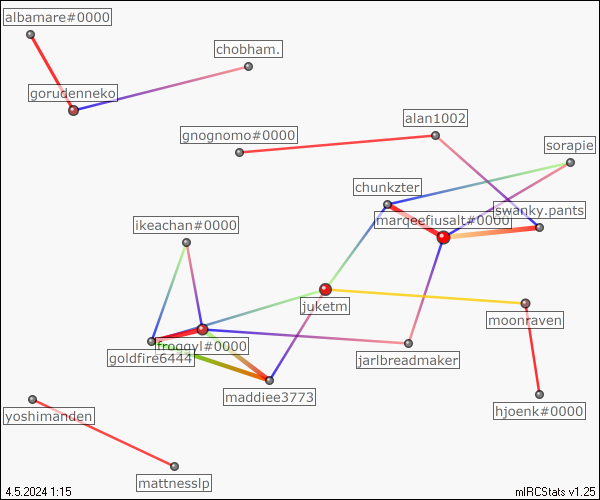 albamare#0000
chobham.
gorudenneko
alan1002
gnognomo#0000
sorapie
chunkzter
swanky.pants
marqeefiusalt#0000
ikeachan#0000
juketm
moonraven
froggyl#0000
goldfire6444
jarlbreadmaker
maddiee3773
hjoenk#0000
yoshimanden
mattnesslp
4.5.2024 1:15
mIRCStats v1.25